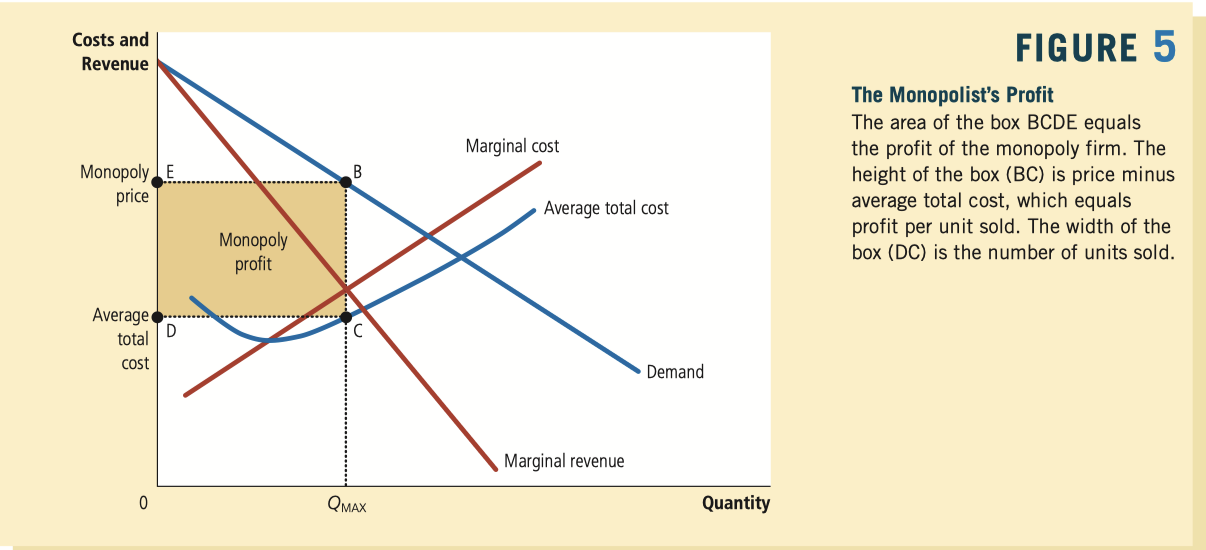 Costs and
Revenue
Monopoly
price
E
B
Marginal cost
Average total cost
Monopoly
profit
Average
total
cost
D
C
Demand
Marginal revenue
0
QMAX
Quantity
FIGURE 5
The Monopolist's Profit
The area of the box BCDE equals
the profit of the monopoly firm. The
height of the box (BC) is price minus
average total cost, which equals
profit per unit sold. The width of the
box (DC) is the number of units sold.